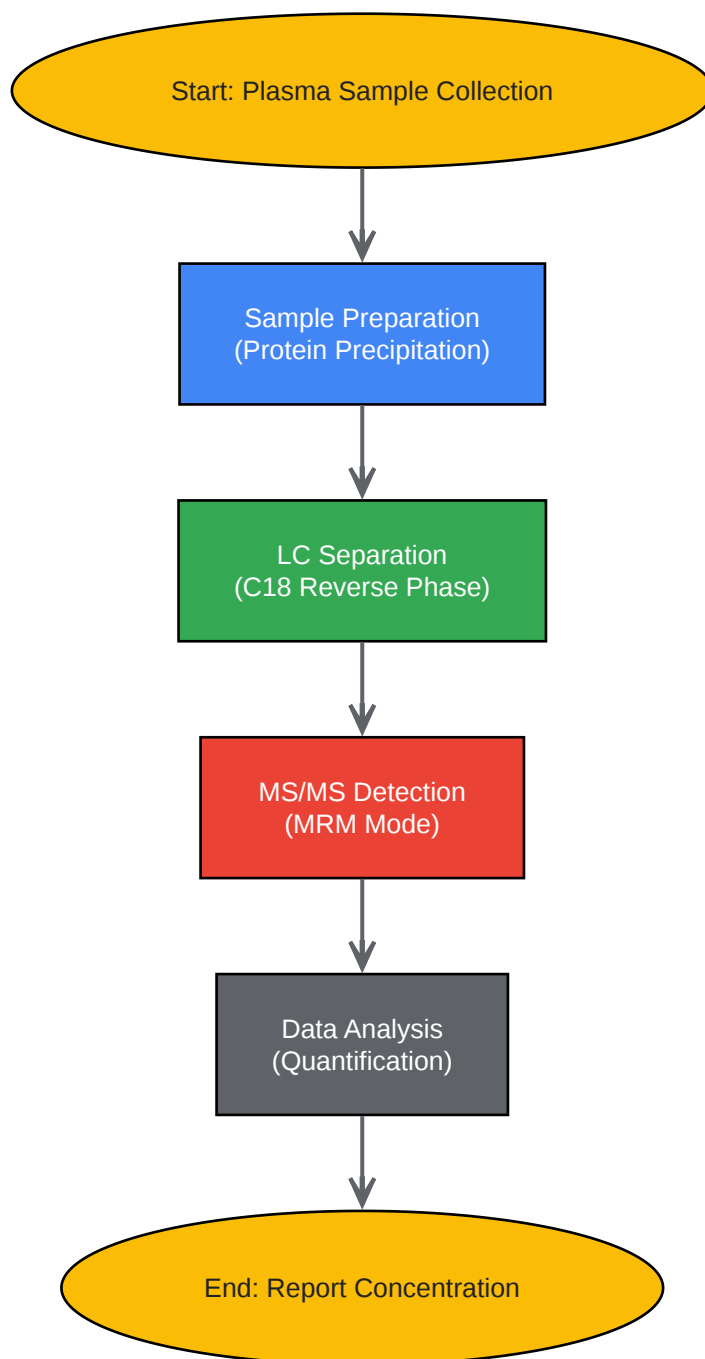 Start: Plasma Sample Collection
Sample Preparation
(Protein Precipitation)
LC Separation
(C18 Reverse Phase)
MS/MS Detection
(MRM Mode)
Data Analysis
(Quantification)
End: Report Concentration